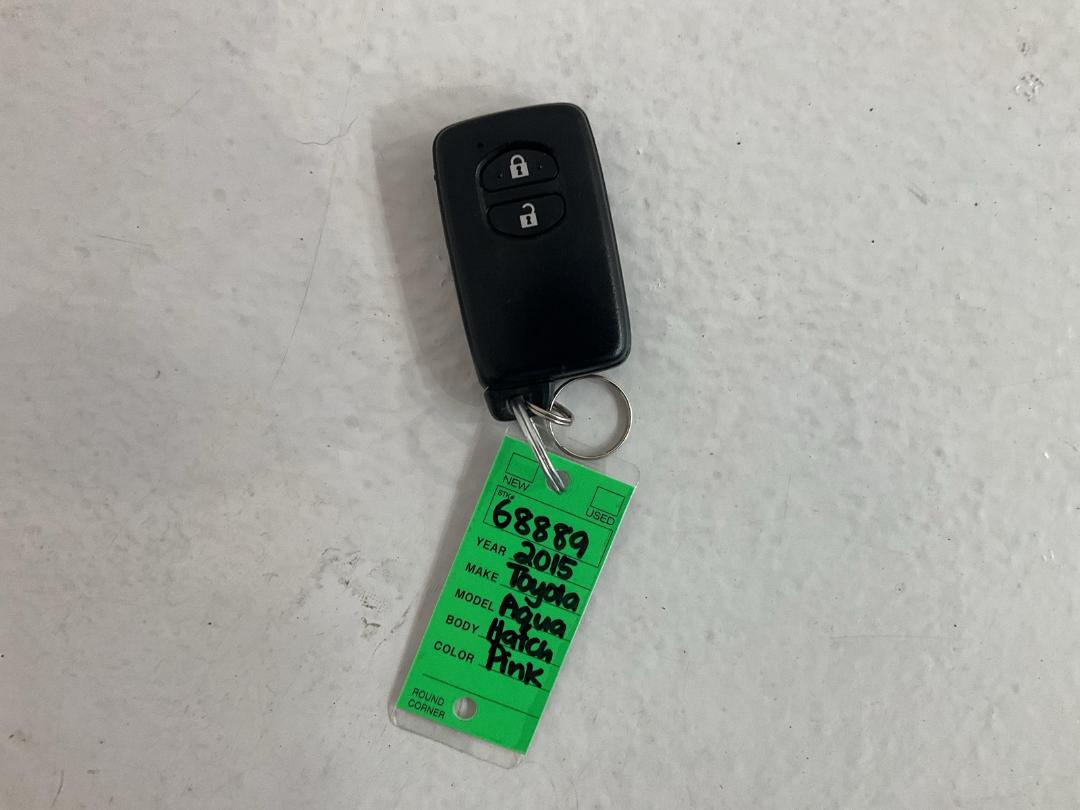 NEW
USED
STK# 68889
YEAR 2015
MAKE Toyota
MODEL Aqua
BODY Hatch
COLOR Pink
ROUND
CORNER